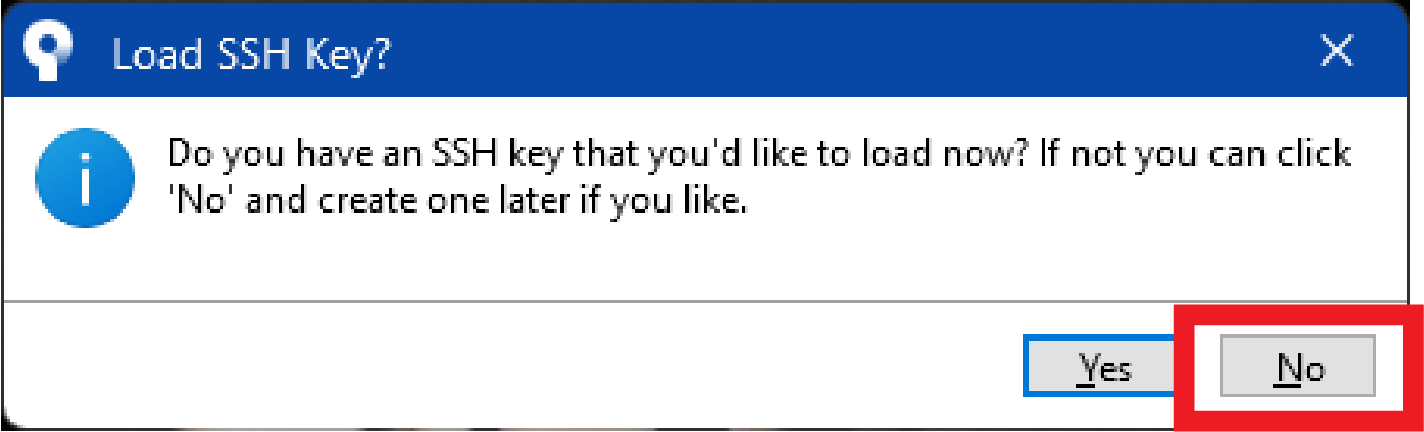 Load SSH Key?
Do you have an SSH key that you'd like to load now? If not you can click
'No' and create one later if you like.
Yes
No